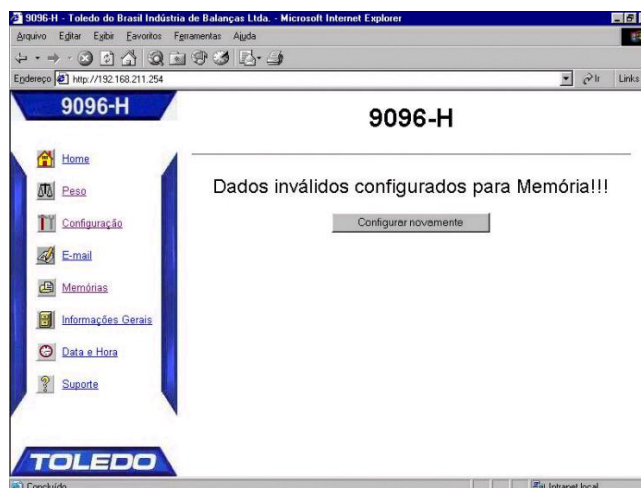 9096-H - Toledo do Brasil Indústria de Balanças Ltda. - Microsoft Internet Explorer
Arquivo Editar Exibir Favoritos Ferramentas Ajuda
Endereço http://192.168.211.254 Ir Links
9096-H
9096-H
Home
Peso
Configuração
E-mail
Memórias
Informações Gerais
Data e Hora
Suporte
Dados inválidos configurados para Memória!!!
Configurar novamente
TOLEDO
Concluído Intranet local